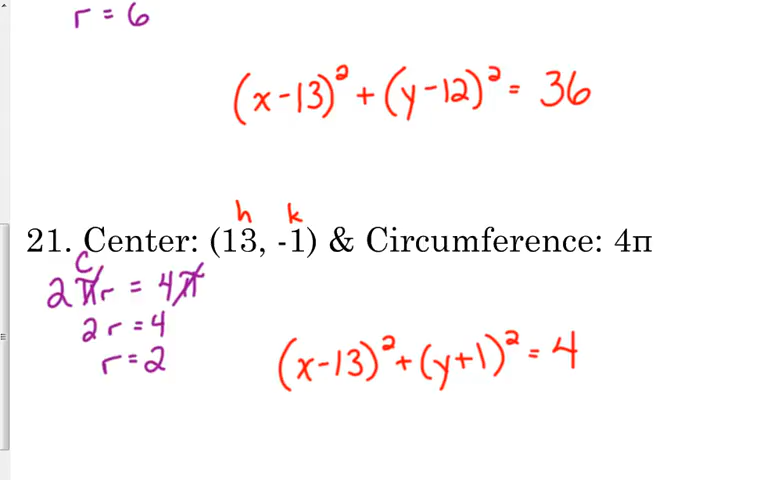 r = 6
(x-13)² + (y-12)² = 36
h k
21. Center: (13, -1) & Circumference: 4π
C
2πr = 4π
2r = 4
r = 2
(x-13)² + (y+1)² = 4